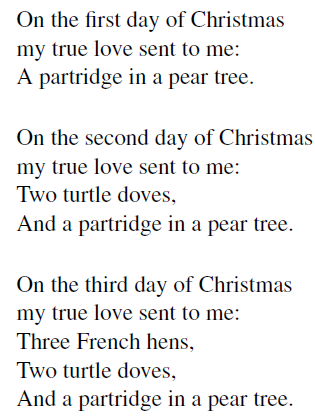 On the first day of Christmas
my true love sent to me:
A partridge in a pear tree.
On the second day of Christmas
my true love sent to me:
Two turtle doves,
And a partridge in a pear tree.
On the third day of Christmas
my true love sent to me:
Three French hens,
Two turtle doves,
And a partridge in a pear tree.